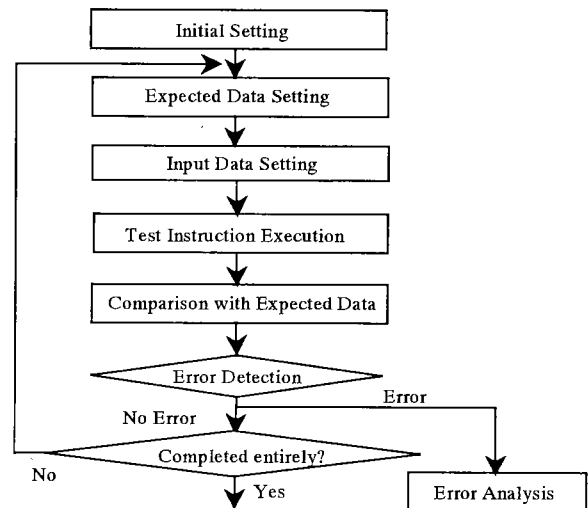 Initial Setting
Expected Data Setting
Input Data Setting
Test Instruction Execution
Comparison with Expected Data
Error Detection
Error
No Error
Completed entirely?
No
Yes
Error Analysis